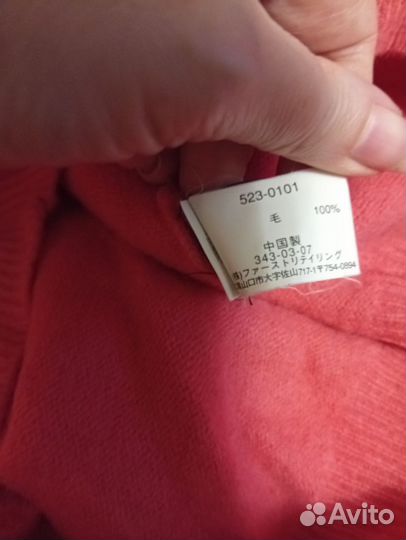 523-0101
毛 100%
中国製
343-03-07
㈱ファーストリテイリング
山口市大字佐山717-1〒754-0894
Avito